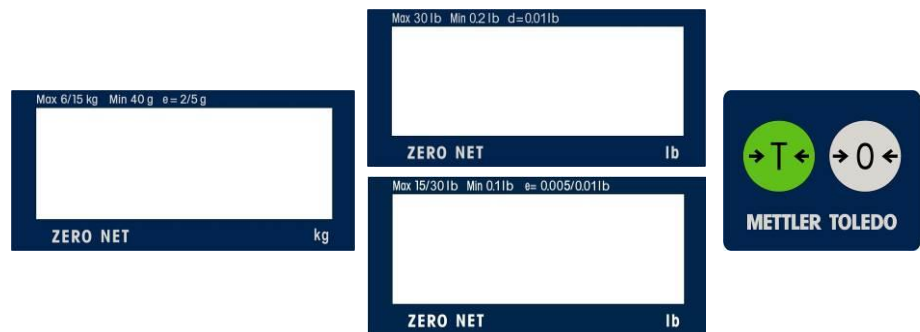 Max 6/15 kg Min 40 g e = 2/5 g
ZERO NET kg
Max 30 lb Min 0.2 lb d=0.01lb
ZERO NET lb
Max 15/30 lb Min 0.1 lb e= 0.005/0.01lb
ZERO NET lb
→T← →0←
METTLER TOLEDO